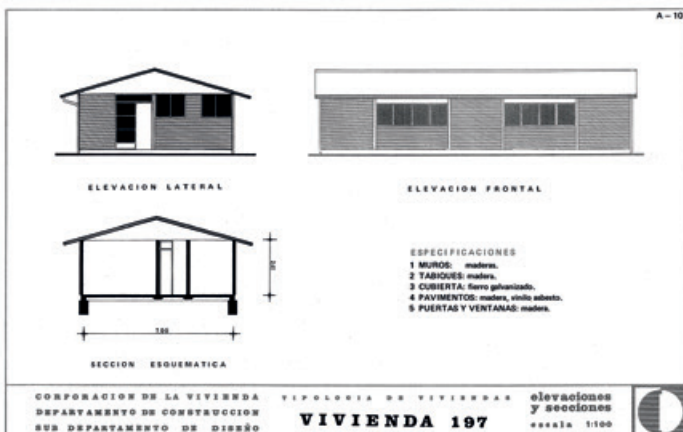 A-10
ELEVACION LATERAL
ELEVACION FRONTAL
ESPECIFICACIONES
1 MUROS: maderas.
2 TABIQUES: madera.
3 CUBIERTA: fierro galvanizado.
4 PAVIMENTOS: madera, vinilo asbesto.
5 PUERTAS Y VENTANAS: madera.
SECCION ESQUEMATICA
CORPORACION DE LA VIVIENDA
DEPARTAMENTO DE CONSTRUCCION
SUB DEPARTAMENTO DE DISEÑO
TIPOLOGIA DE VIVIENDAS
VIVIENDA 197
elevaciones
y secciones
escala 1:100